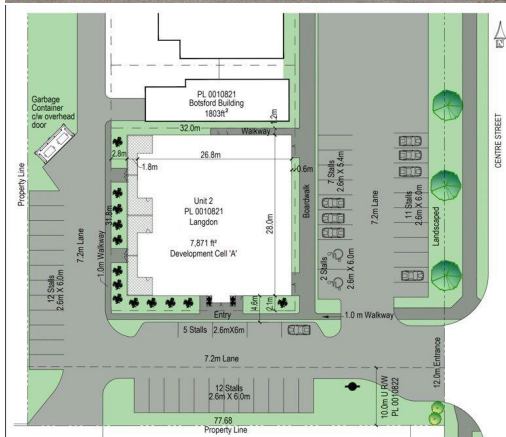 PL 0010821
Botsford Building
1803ft²
Garbage
Container
c/w overhead
door
CENTRE STREET
Property Line
32.0m
Walkway
1.2m
2.8m
26.8m
1.8m
0.6m
7 Stalls
2.6m X 5.4m
11 Stalls
2.6m X 6.0m
Landscaped
Unit 2
PL 0010821
Langdon
7,871 ft²
Development Cell 'A'
28.0m
31.8m
Boardwalk
7.2m Lane
1.0m Walkway
7.2m Lane
12 Stalls
2.6m X 6.0m
2 Stalls
2.6m X 6.0m
4.6m
2.1m
Entry
1.0 m Walkway
5 Stalls 2.6mX6m
7.2m Lane
12.0m Entrance
12 Stalls
2.6m X 6.0m
10.0m U R/W
PL 0010822
77.68
Property Line